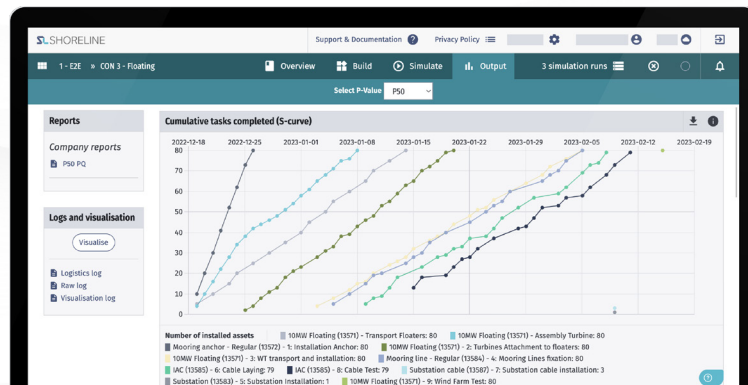 SHORELINE
Support & Documentation Privacy Policy
1 - E2E » CON 3 - Floating Overview Build Simulate Output 3 simulation runs
Select P-Value P50
Reports
Company reports
P50 PQ
Logs and visualisation
Visualise
Logistics log
Raw log
Visualisation log
Cumulative tasks completed (S-curve)
2022-12-18 2022-12-25 2023-01-01 2023-01-08 2023-01-15 2023-01-22 2023-01-29 2023-02-05 2023-02-12 2023-02-19
80
70
60
50
40
30
20
10
0
Number of installed assets 10MW Floating (13571) - Transport Floaters: 80 10MW Floating (13571) - Assembly Turbine: 80
Mooring anchor - Regular (13572) - 1: Installation Anchor: 80 10MW Floating (13571) - 2: Turbines Attachment to floaters: 80
10MW Floating (13571) - 3: WT transport and installation: 80 Mooring line - Regular (13584) - 4: Mooring Lines fixation: 80
IAC (13585) - 6: Cable Laying: 79 IAC (13585) - 8: Cable Test: 79 Substation cable (13587) - 7: Substation cable installation: 3
Substation (13583) - 5: Substation Installation: 1 10MW Floating (13571) - 9: Wind Farm Test: 80